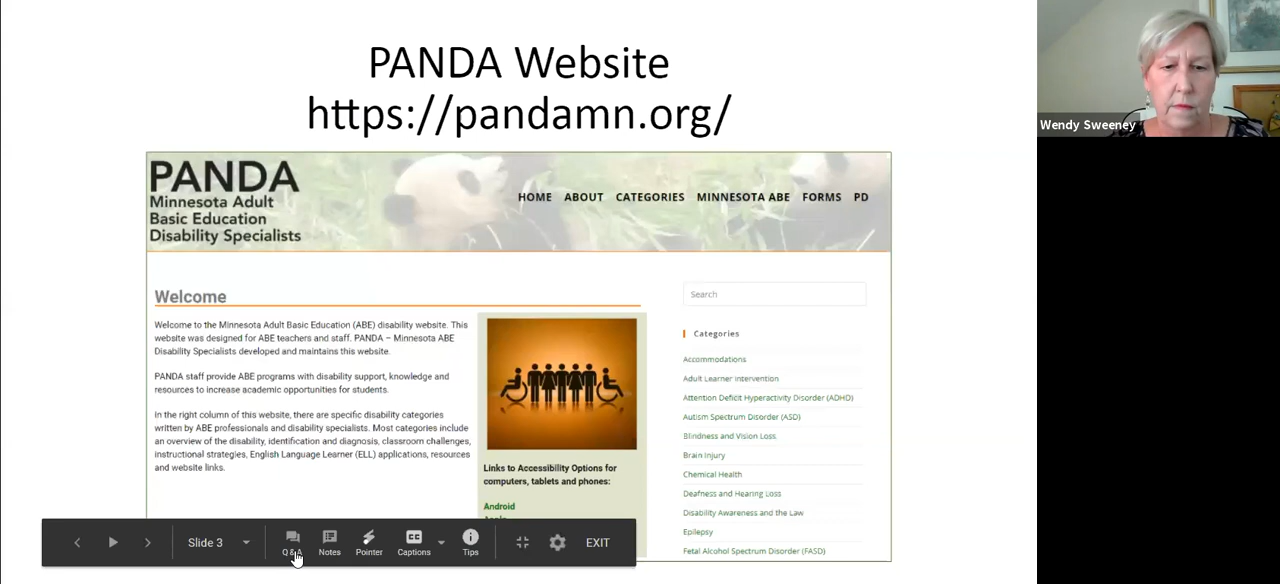 PANDA Website
https://pandamn.org/
Wendy Sweeney
PANDA
Minnesota Adult
Basic Education
Disability Specialists
HOME ABOUT CATEGORIES MINNESOTA ABE FORMS PD
Welcome
Welcome to the Minnesota Adult Basic Education (ABE) disability website. This
website was designed for ABE teachers and staff. PANDA – Minnesota ABE
Disability Specialists developed and maintains this website.
PANDA staff provide ABE programs with disability support, knowledge and
resources to increase academic opportunities for students.
In the right column of this website, there are specific disability categories
written by ABE professionals and disability specialists. Most categories include
an overview of the disability, identification and diagnosis, classroom challenges,
instructional strategies, English Language Learner (ELL) applications, resources
and website links.
Links to Accessibility Options for
computers, tablets and phones:
Android
Search
Categories
Accommodations
Adult Learner Intervention
Attention Deficit Hyperactivity Disorder (ADHD)
Autism Spectrum Disorder (ASD)
Blindness and Vision Loss
Brain Injury
Chemical Health
Deafness and Hearing Loss
Disability Awareness and the Law
Epilepsy
Fetal Alcohol Spectrum Disorder (FASD)
Slide 3
Q & A
Notes
Pointer
CC
Captions
Tips
EXIT